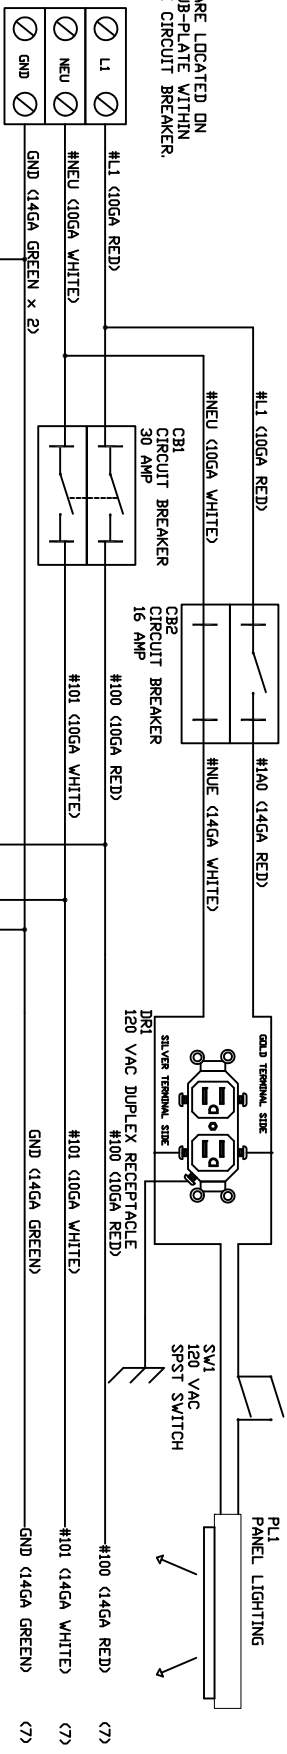 ARE LOCATED ON
UB-PLATE WITHIN
CIRCUIT BREAKER.
L1
NEU
GND
#L1 (10GA RED)
#NEU (10GA WHITE)
GND (14GA GREEN x 2)
#L1 (10GA RED)
#NEU (10GA WHITE)
CB1
CIRCUIT BREAKER
30 AMP
CB2
CIRCUIT BREAKER
16 AMP
#100 (10GA RED)
#101 (10GA WHITE)
#1A0 (14GA RED)
#NUE (14GA WHITE)
GOLD TERMINAL SIDE
SILVER TERMINAL SIDE
DR1
120 VAC DUPLEX RECEPTACLE
#100 (10GA RED)
#101 (10GA WHITE)
GND (14GA GREEN)
SW1
120 VAC
SPST SWITCH
PL1
PANEL LIGHTING
#100 (14GA RED) (7)
#101 (14GA WHITE) (7)
GND (14GA GREEN) (7)